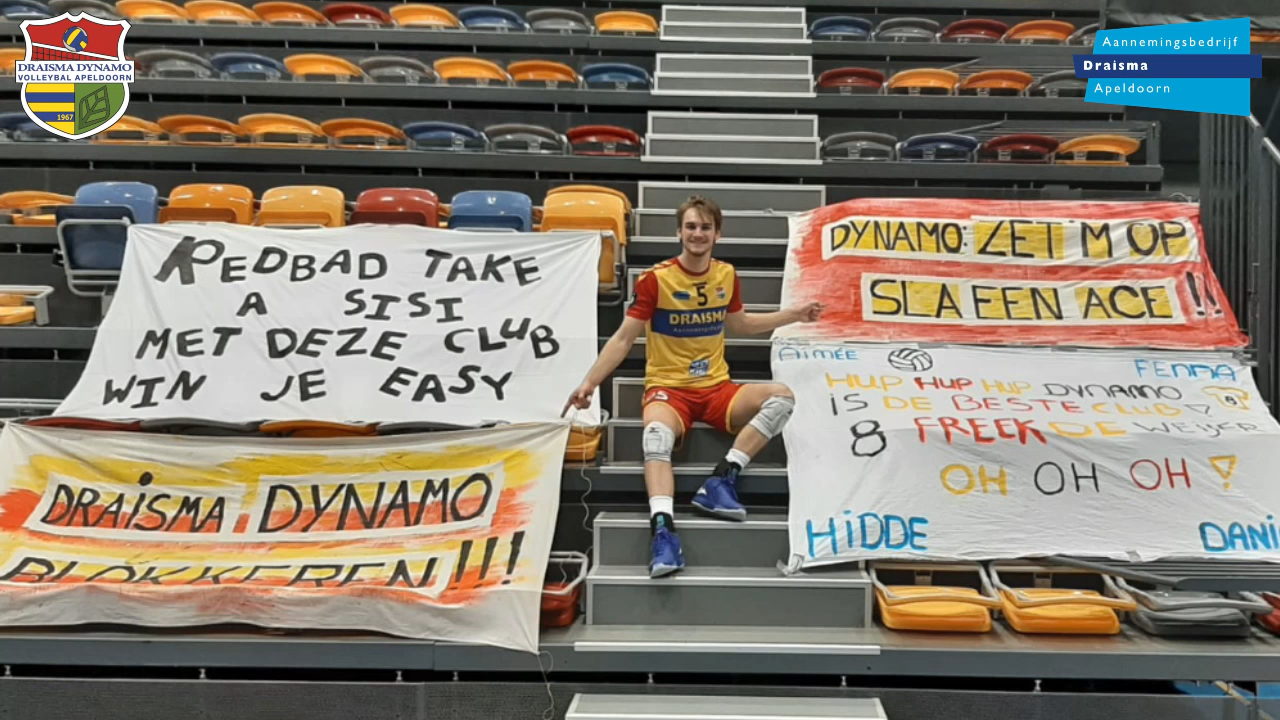 DRAISMA DYNAMO
VOLLEYBAL APELDOORN
1967
Aannemingsbedrijf
Draisma
Apeldoorn
REDBAD TAKE
A SISI
MET DEZE CLUB
WIN JE EASY
DRAISMA DYNAMO
BLOKKEREN!!!
5
DRAISMA
DYNAMO: ZET'M OP
SLA EEN ACE!!
AIMÉE
FENNA
HUP HUP HUP DYNAMO
IS DE BESTE CLUB
8 FREEK DE WEIJER
8
OH OH OH!
HIDDE
DANI